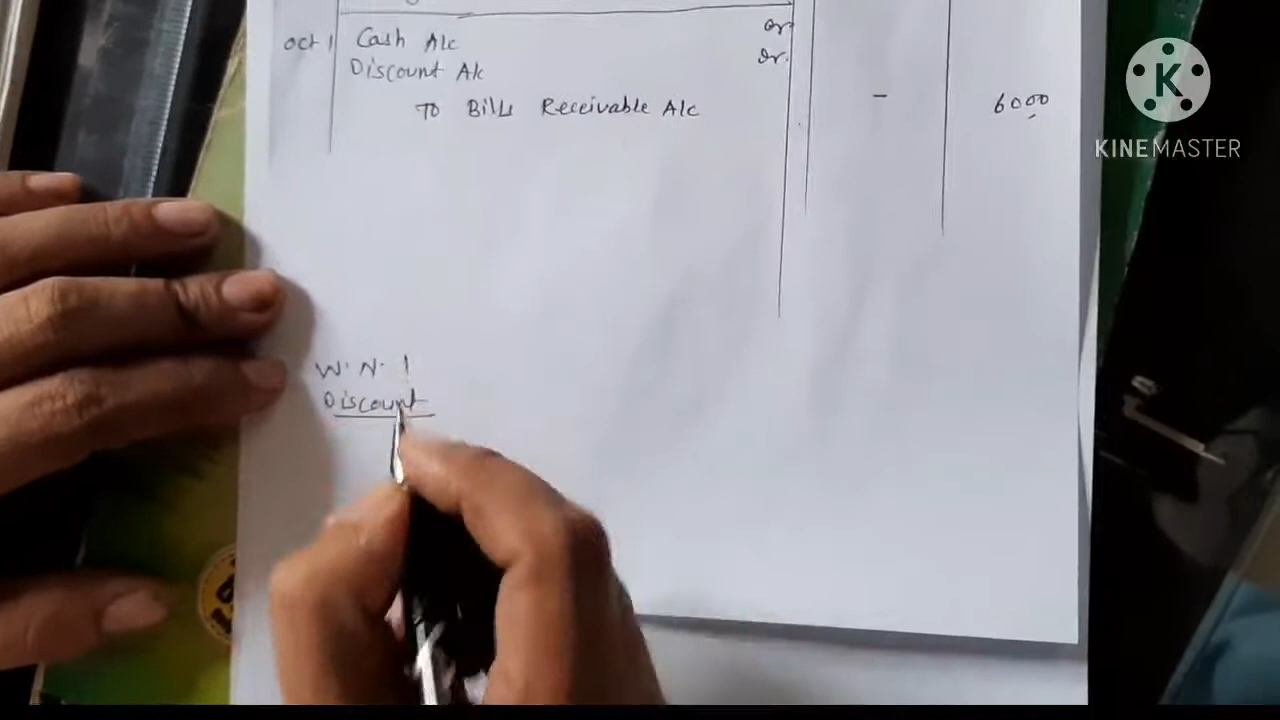 Oct 1 Cash A/c Dr
Discount A/c Dr.
To Bills Receivable A/c - 6000
W.N. 1
Discount
K
KINEMASTER